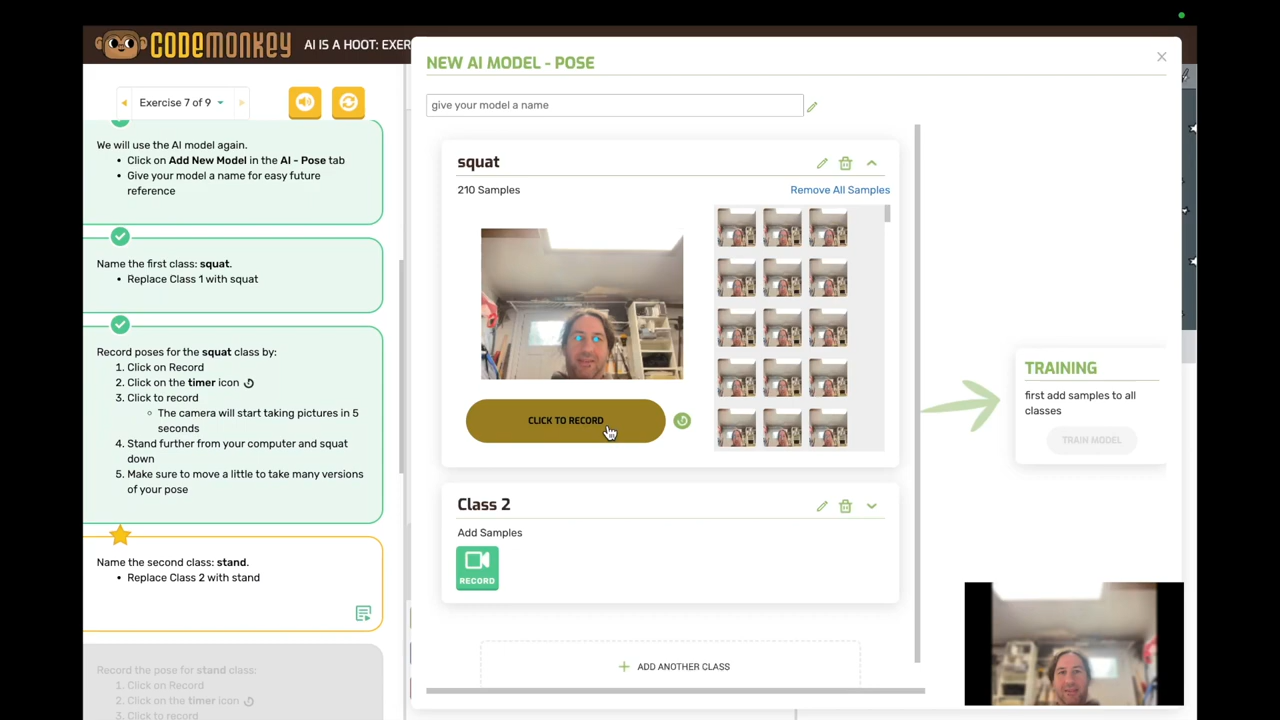 CODEMONKEY
AI IS A HOOT: EXER
Exercise 7 of 9
We will use the AI model again.
• Click on Add New Model in the AI - Pose tab
• Give your model a name for easy future
reference
Name the first class: squat.
• Replace Class 1 with squat
Record poses for the squat class by:
1. Click on Record
2. Click on the timer icon
3. Click to record
The camera will start taking pictures in 5
seconds
4. Stand further from your computer and squat
down
5. Make sure to move a little to take many versions
of your pose
Name the second class: stand.
• Replace Class 2 with stand
Record the pose for stand class:
1. Click on Record
2. Click on the timer icon
3. Click to record
NEW AI MODEL - POSE
give your model a name
squat
210 Samples
Remove All Samples
CLICK TO RECORD
Class 2
Add Samples
RECORD
ADD ANOTHER CLASS
TRAINING
first add samples to all
classes
TRAIN MODEL